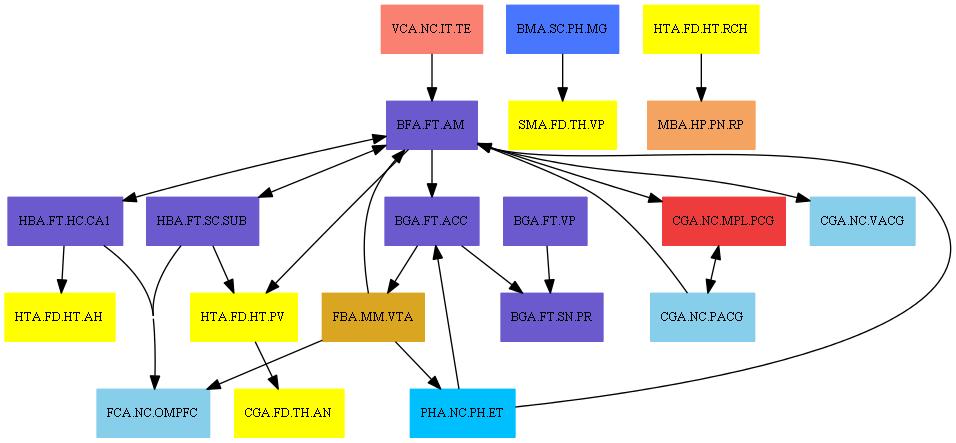 VCA.NC.IT.TE
BMA.SC.PH.MG
HTA.FD.HT.RCH
BFA.FT.AM
SMA.FD.TH.VP
MBA.HP.PN.RP
HBA.FT.HC.CA1
HBA.FT.SC.SUB
BGA.FT.ACC
BGA.FT.VP
CGA.NC.MPL.PCG
CGA.NC.VACG
HTA.FD.HT.AH
HTA.FD.HT.PV
FBA.MM.VTA
BGA.FT.SN.PR
CGA.NC.PACG
FCA.NC.OMPFC
CGA.FD.TH.AN
PHA.NC.PH.ET